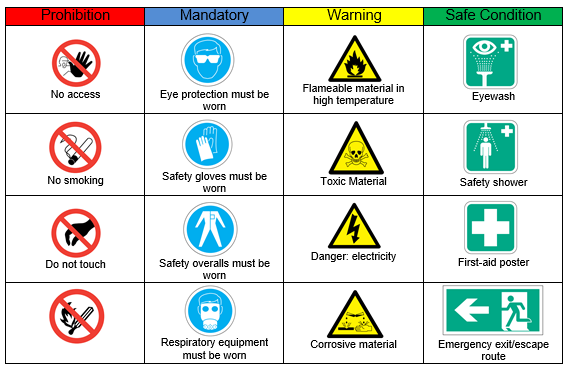 Prohibition Mandatory Warning Safe Condition
No access
Eye protection must be
worn
Flameable material in
high temperature
Eyewash
No smoking
Safety gloves must be
worn
Toxic Material
Safety shower
Do not touch
Safety overalls must be
worn
Danger: electricity
First-aid poster
Respiratory equipment
must be worn
Corrosive material
Emergency exit/escape
route